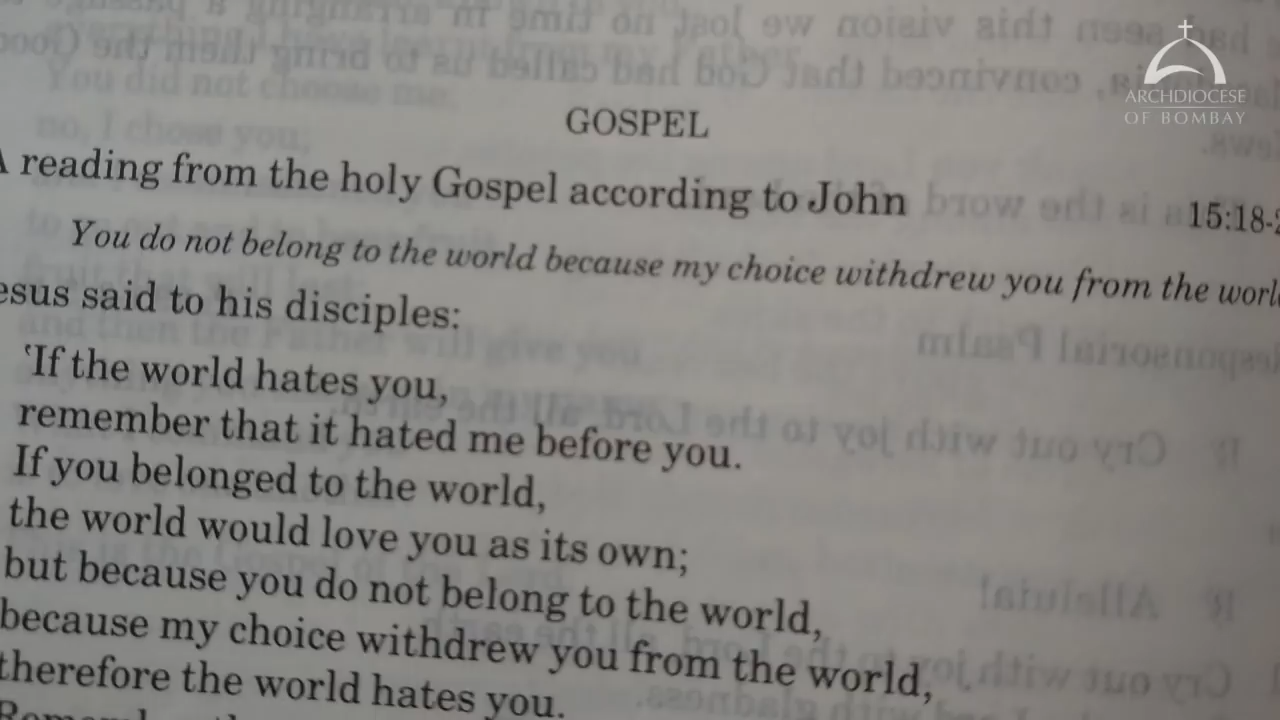 ARCHDIOCESE
OF BOMBAY
GOSPEL
A reading from the holy Gospel according to John 15:18-
You do not belong to the world because my choice withdrew you from the worl
esus said to his disciples:
‘If the world hates you,
remember that it hated me before you.
If you belonged to the world,
the world would love you as its own;
but because you do not belong to the world,
because my choice withdrew you from the world,
therefore the world hates you.